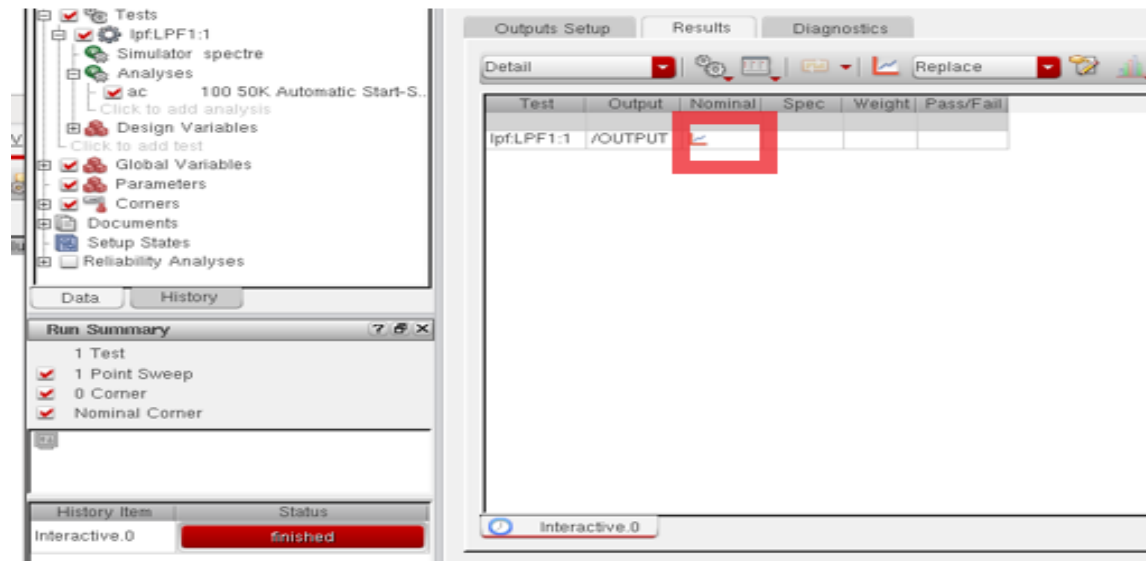 Tests
lpf:LPF1:1
Simulator spectre
Analyses
ac 100 50K Automatic Start-S..
Click to add analysis
Design Variables
Click to add test
Global Variables
Parameters
Corners
Documents
Setup States
Reliability Analyses
Data History
Run Summary
1 Test
1 Point Sweep
0 Corner
Nominal Corner
History Item Status
Interactive.0 finished
Outputs Setup Results Diagnostics
Detail Replace
Test Output Nominal Spec Weight Pass/Fail
lpf:LPF1:1 /OUTPUT
Interactive.0